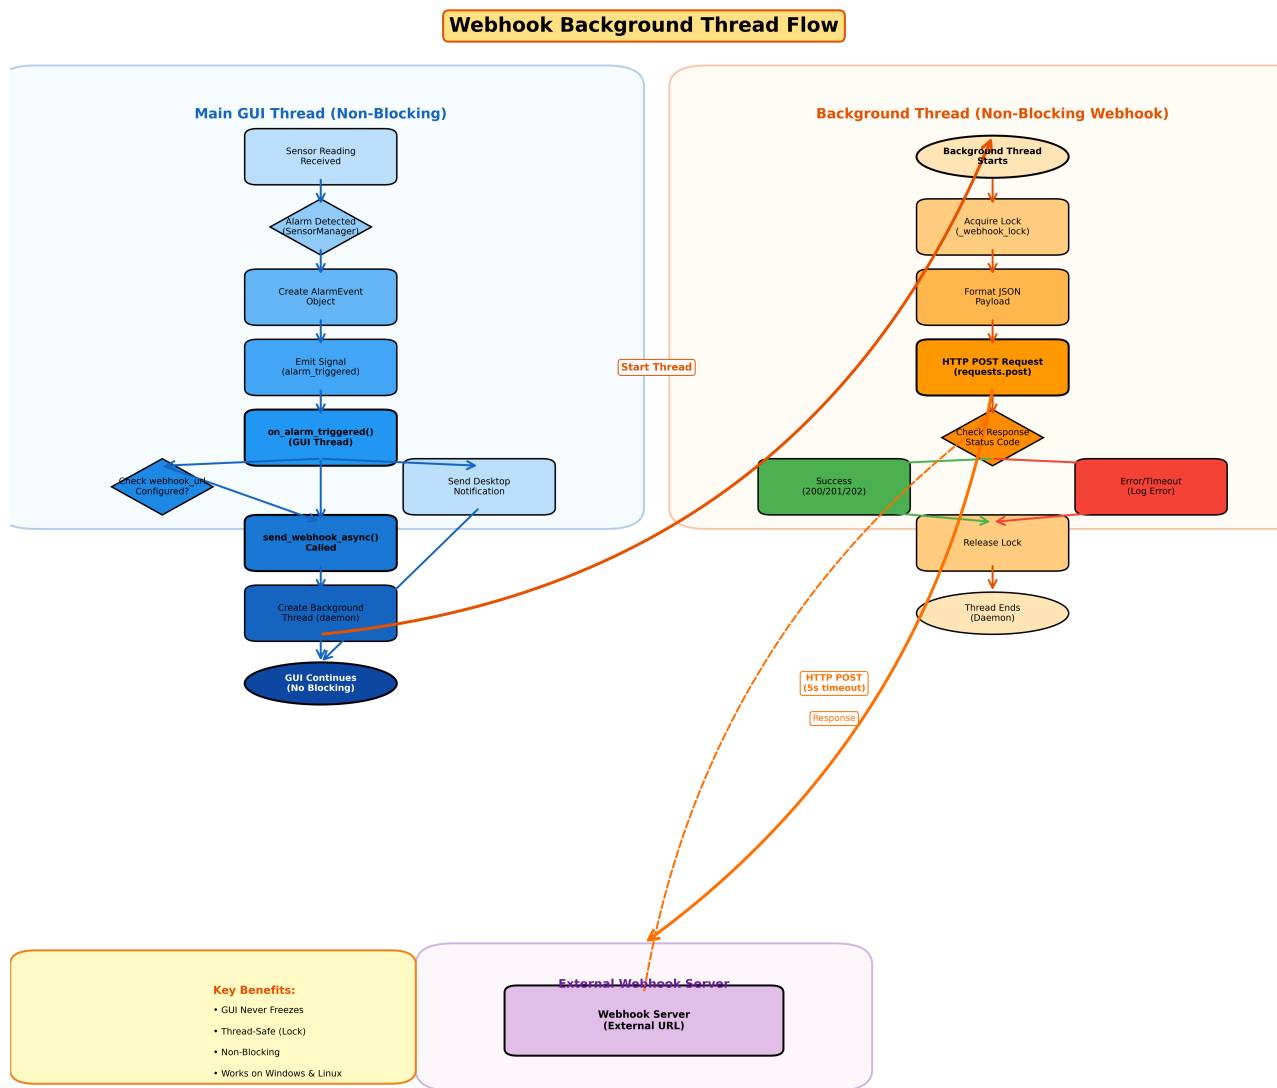 Webhook Background Thread Flow
Main GUI Thread (Non-Blocking)
Sensor Reading
Received
Alarm Detected
(SensorManager)
Create AlarmEvent
Object
Emit Signal
(alarm_triggered)
on_alarm_triggered()
(GUI Thread)
Check webhook_url
Configured?
Send Desktop
Notification
send_webhook_async()
Called
Create Background
Thread (daemon)
GUI Continues
(No Blocking)
Start Thread
Background Thread (Non-Blocking Webhook)
Background Thread
Starts
Acquire Lock
(_webhook_lock)
Format JSON
Payload
HTTP POST Request
(requests.post)
Check Response
Status Code
Success
(200/201/202)
Error/Timeout
(Log Error)
Release Lock
Thread Ends
(Daemon)
HTTP POST
(5s timeout)
Response
External Webhook Server
Webhook Server
(External URL)
Key Benefits:
• GUI Never Freezes
• Thread-Safe (Lock)
• Non-Blocking
• Works on Windows & Linux